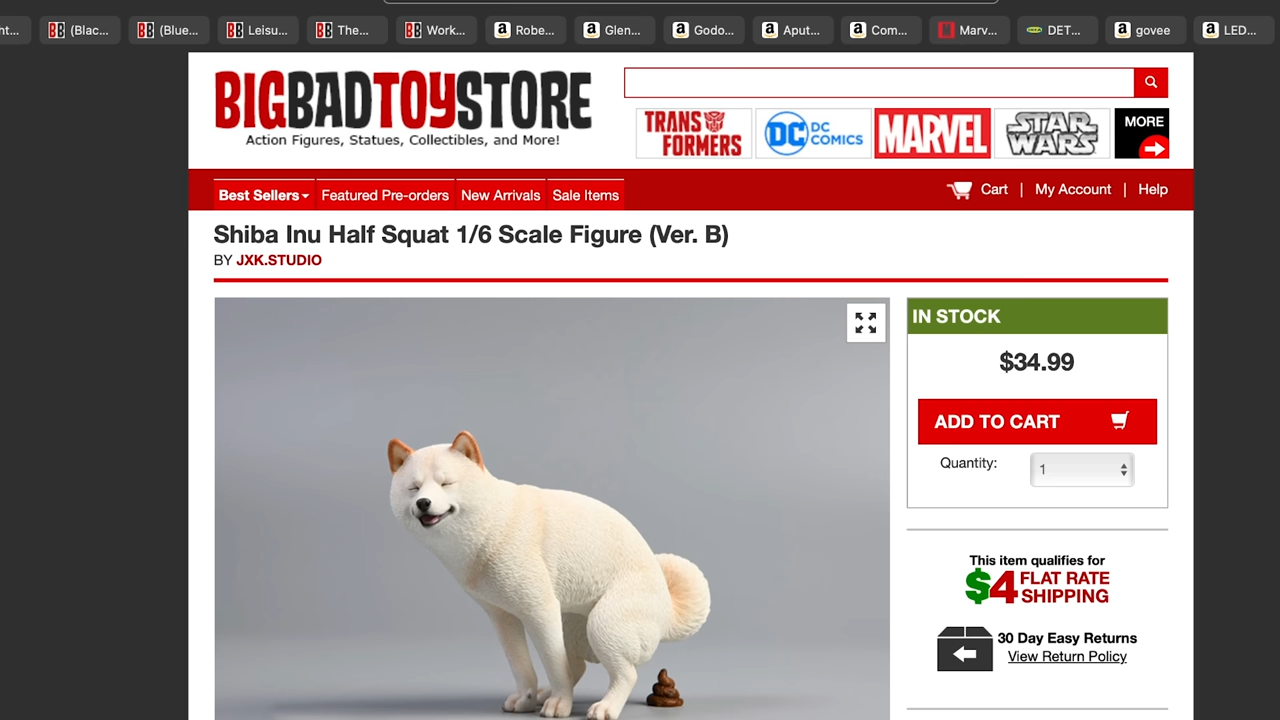 ht...
(Blac...
(Blue...
Leisu...
The...
Work...
Robe...
Glen...
Godo...
Aput...
Com...
Marv...
DET...
govee
LED...
BIGBADTOYSTORE
Action Figures, Statues, Collectibles, and More!
TRANSFORMERS
DC DC COMICS
MARVEL
STAR WARS
MORE
Best Sellers
Featured Pre-orders
New Arrivals
Sale Items
Cart | My Account | Help
Shiba Inu Half Squat 1/6 Scale Figure (Ver. B)
BY JXK.STUDIO
IN STOCK
$34.99
ADD TO CART
Quantity: 1
This item qualifies for
$4 FLAT RATE
SHIPPING
30 Day Easy Returns
View Return Policy